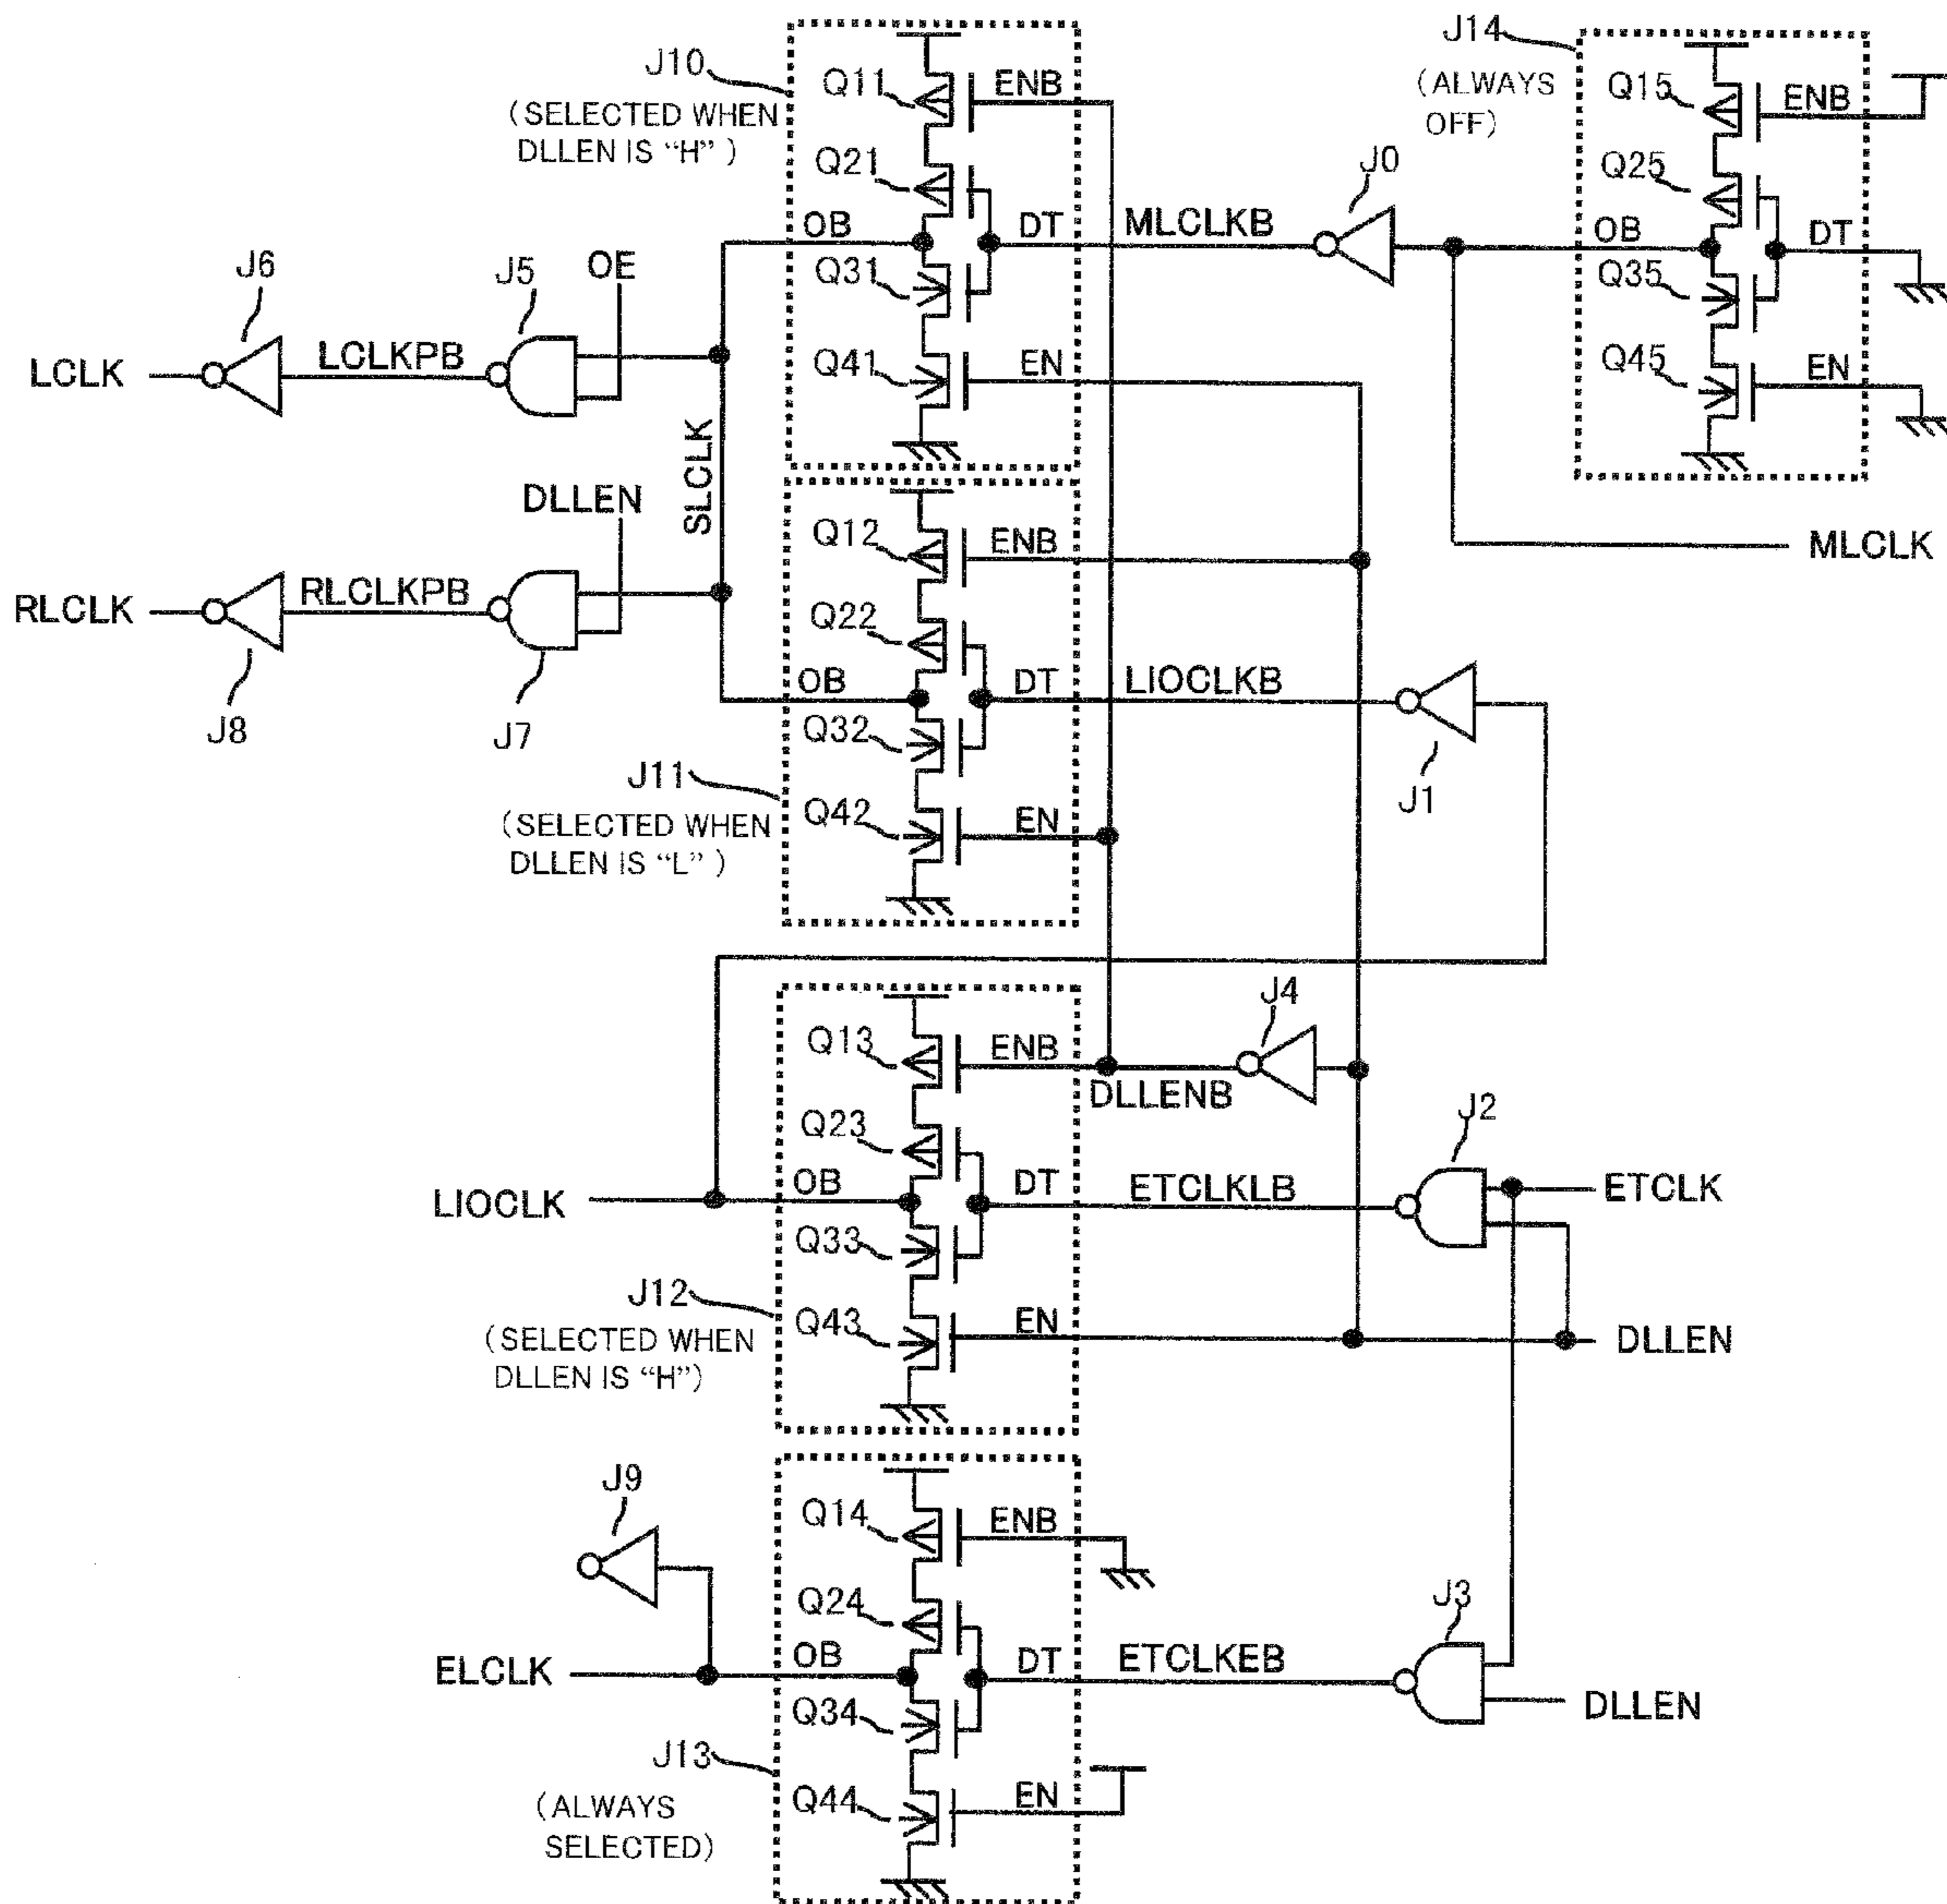 J10
(SELECTED WHEN
DLLEN IS “H” )
Q11
ENB
Q21
OB
DT
MLCLKB
J0
Q31
Q41
EN
J14
(ALWAYS
OFF)
Q15
ENB
Q25
OB
DT
Q35
Q45
EN
MLCLK
J6
J5
OE
LCLK
LCLKPB
SLCLK
DLLEN
RLCLK
RLCLKPB
J8
J7
Q12
ENB
Q22
OB
DT
LIOCLKB
J1
Q32
J11
(SELECTED WHEN
DLLEN IS “L” )
Q42
EN
J4
Q13
ENB
DLLENB
Q23
J2
LIOCLK
OB
DT
ETCLKLB
ETCLK
Q33
J12
(SELECTED WHEN
DLLEN IS “H”)
Q43
EN
DLLEN
J9
Q14
ENB
Q24
J3
ELCLK
OB
DT
ETCLKEB
DLLEN
Q34
J13
(ALWAYS
SELECTED)
Q44
EN